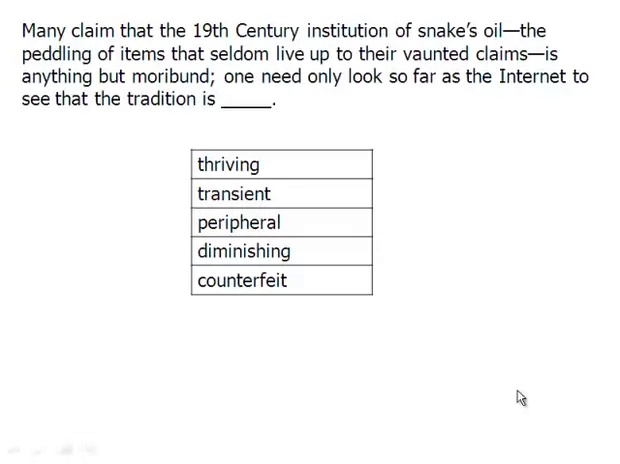 Many claim that the 19th Century institution of snake's oil—the
peddling of items that seldom live up to their vaunted claims—is
anything but moribund; one need only look so far as the Internet to
see that the tradition is _____.
thriving
transient
peripheral
diminishing
counterfeit